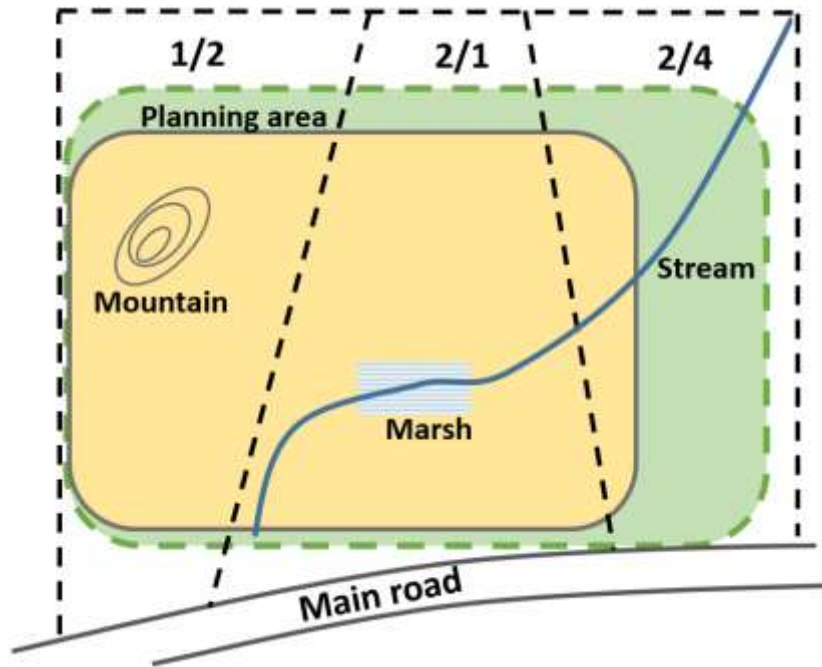 1/2
2/1
2/4
Planning area
Mountain
Stream
Marsh
Main road